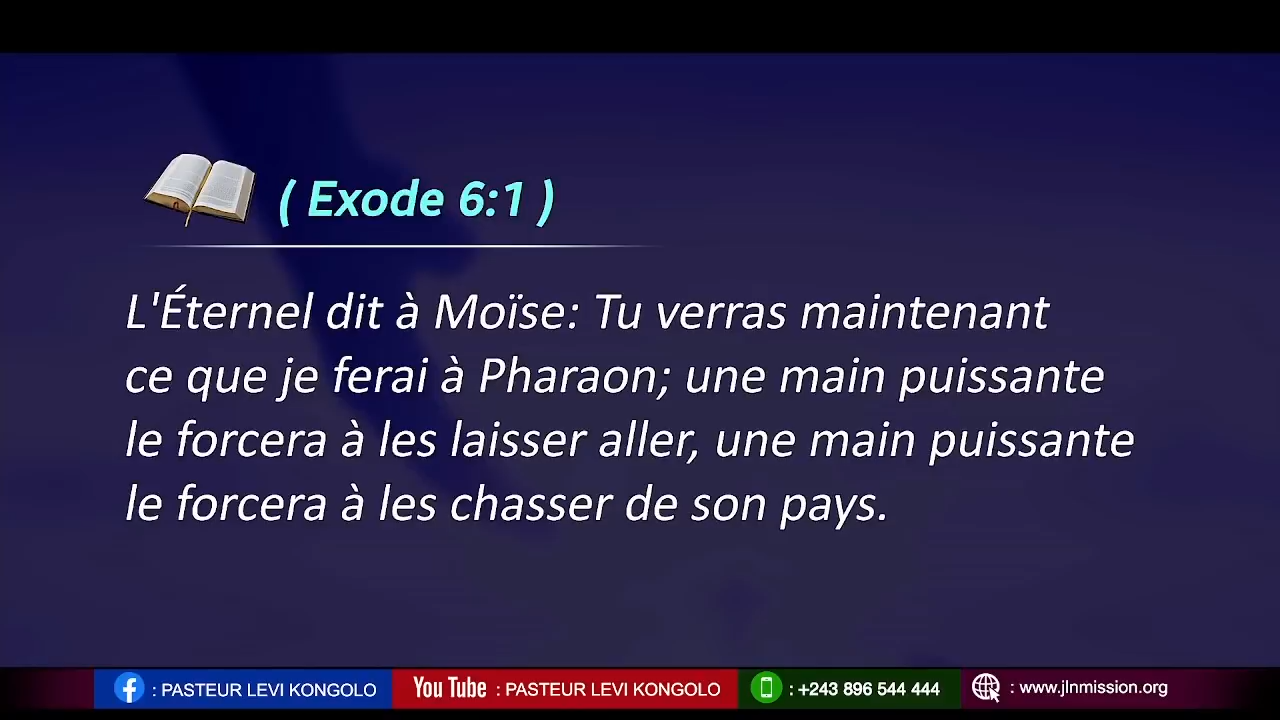 ( Exode 6:1 )
L'Éternel dit à Moïse: Tu verras maintenant
ce que je ferai à Pharaon; une main puissante
le forcera à les laisser aller, une main puissante
le forcera à les chasser de son pays.
: PASTEUR LEVI KONGOLO You Tube : PASTEUR LEVI KONGOLO : +243 896 544 444 : www.jlnmission.org